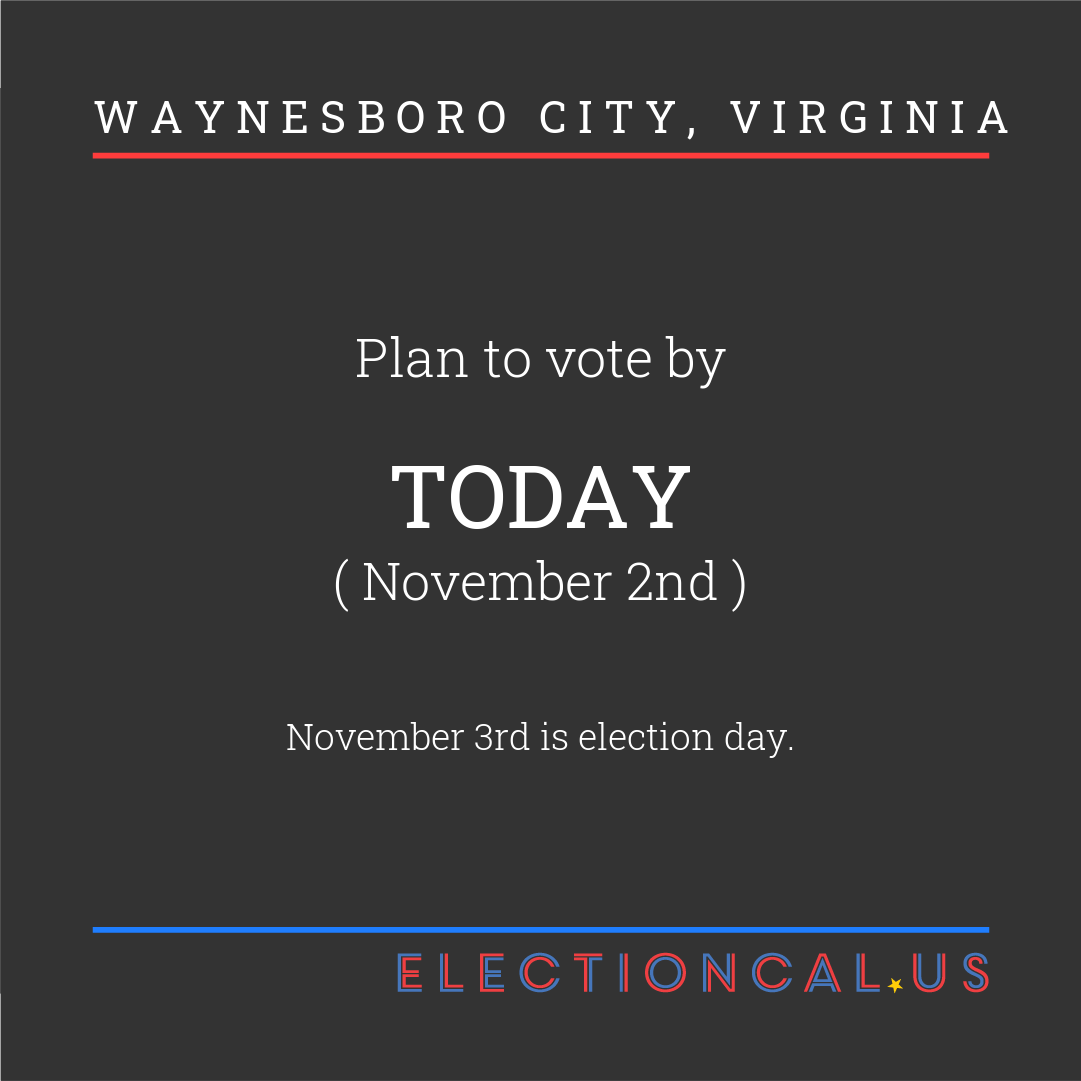 WAYNESBORO CITY, VIRGINIA
Plan to vote by
TODAY
( November 2nd )
November 3rd is election day.
ELECTIONCAL.US